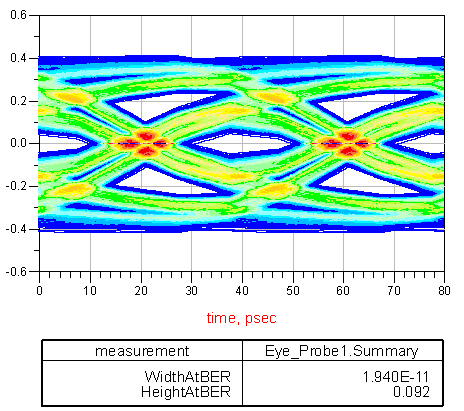 0.6
0.4
0.2
0.0
-0.2
-0.4
-0.6
0 10 20 30 40 50 60 70 80
time, psec
measurement Eye_Probe1.Summary
WidthAtBER 1.940E-11
HeightAtBER 0.092